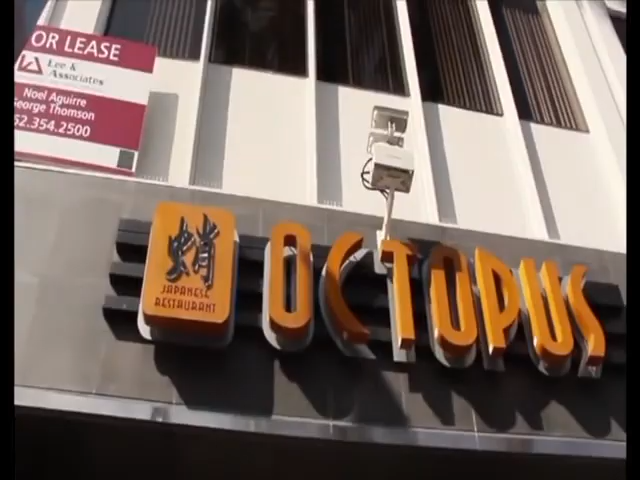 OR LEASE
Lee &
Associates
Noel Aguirre
George Thomson
62.354.2500
蛸
JAPANESE
RESTAURANT
OCTOPUS